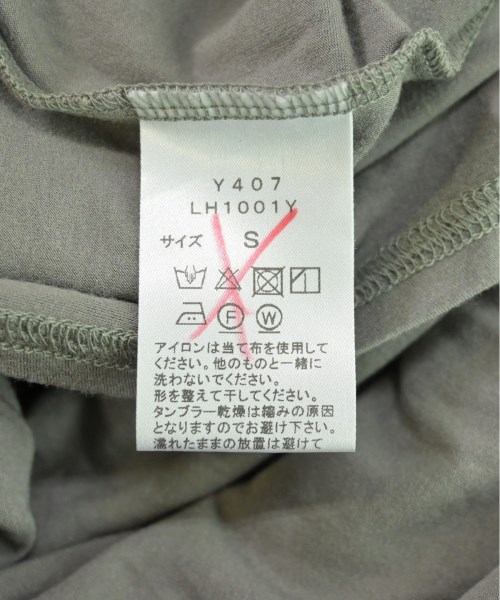 Y407
LH1001Y
サイズ S
F W
アイロンは当て布を使用して
ください。他のものと一緒に
洗わないでください。
形を整えて干してください。
タンブラー乾燥は縮みの原因
となりますのでお避け下さい。
濡れたままの放置は避けて